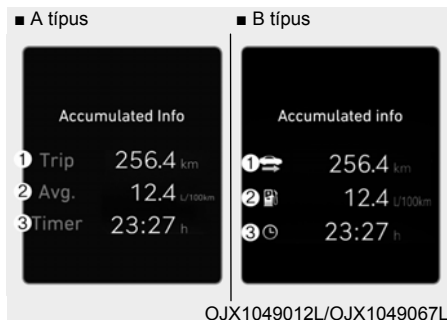 ■ A típus
■ B típus
Accumulated Info
① Trip 256.4 km
② Avg. 12.4 L/100km
③ Timer 23:27 h
Accumulated info
① 256.4 km
② 12.4 L/100km
③ 23:27 h
OJX1049012L/OJX1049067L